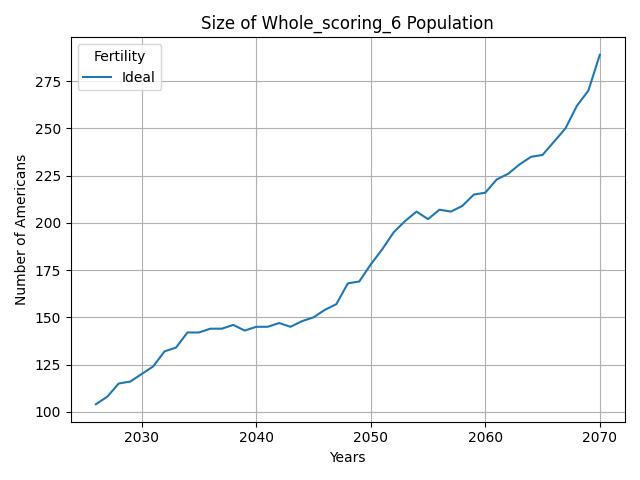 Size of Whole_scoring_6 Population
Fertility
Ideal
Number of Americans
275
250
225
200
175
150
125
100
2030 2040 2050 2060 2070
Years